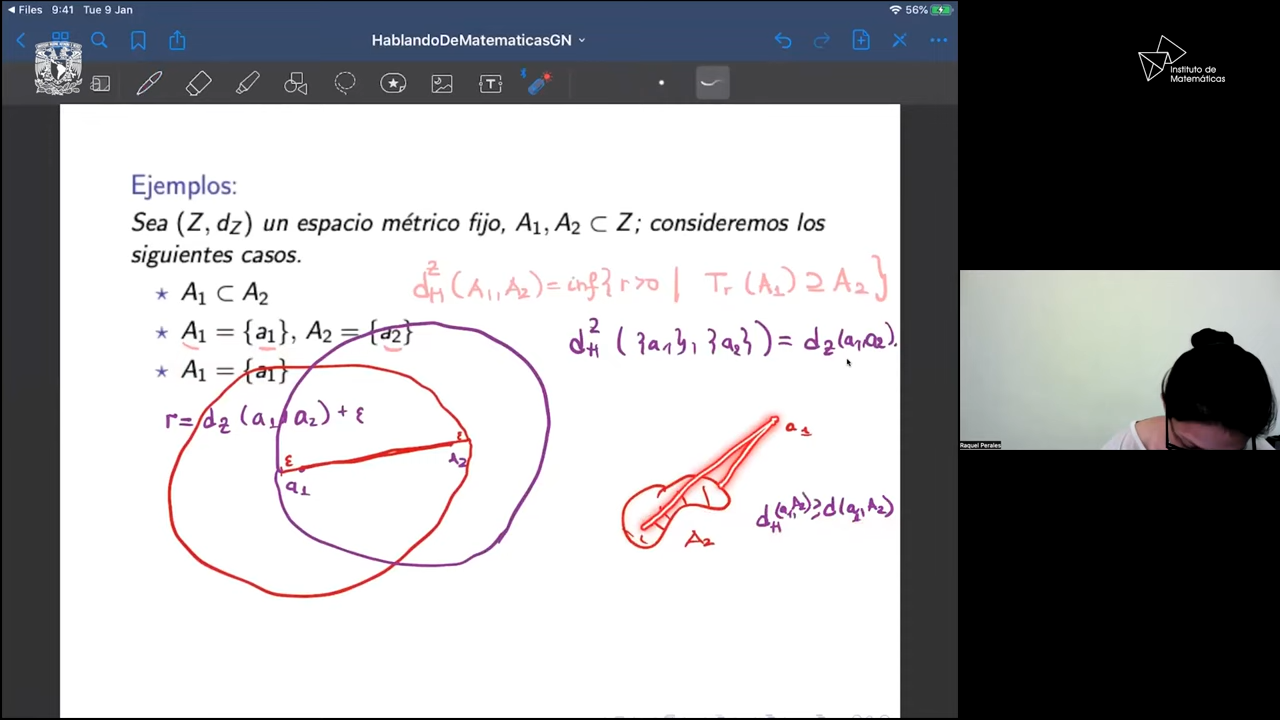 Files 9:41 Tue 9 Jan 56%
HablandoDeMatematicasGN
Instituto de
Matemáticas
Ejemplos:
Sea (Z, d_Z) un espacio métrico fijo, A₁, A₂ ⊂ Z; consideremos los
siguientes casos.
d_H^Z (A₁, A₂) = inf{ r>0 | T_r (A₁) ⊇ A₂ }
★ A₁ ⊂ A₂
★ A₁ = {a₁}, A₂ = {a₂}
d_H^Z ( {a₁}, {a₂} ) = d_Z (a₁, a₂).
★ A₁ = {a₁}
r = d_Z (a₁, a₂) + ε
ε
ε
a₁
A₂
a₁
A₂
d_H (a₁, A₂) ≥ d(a₁, A₂)
Raquel Perales